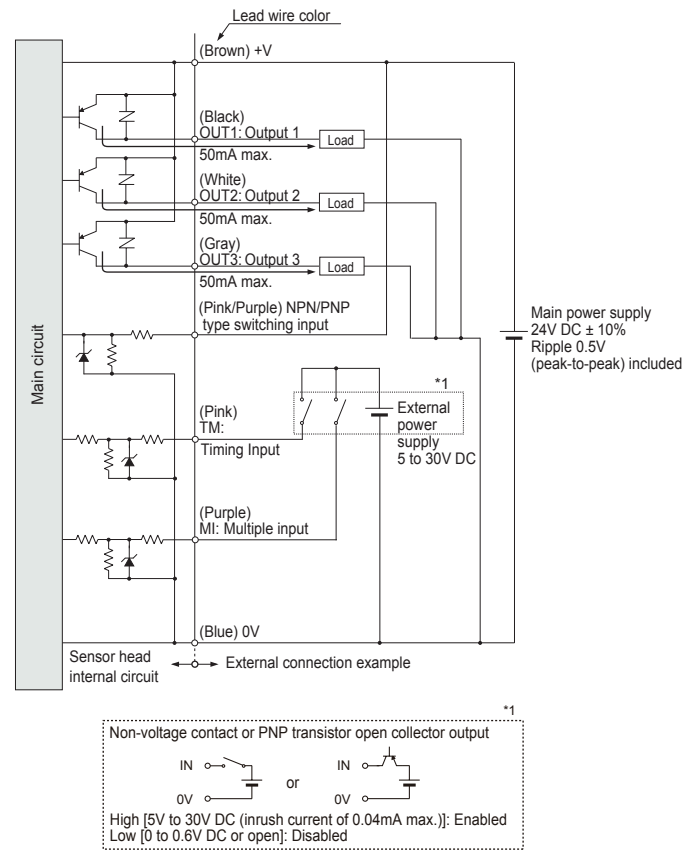 Lead wire color
(Brown) +V
(Black)
OUT1: Output 1
Load
50mA max.
(White)
OUT2: Output 2
Load
50mA max.
(Gray)
OUT3: Output 3
Load
50mA max.
(Pink/Purple) NPN/PNP
type switching input
Main power supply
24V DC ± 10%
Ripple 0.5V
(peak-to-peak) included
Main circuit
*1
External
power
supply
5 to 30V DC
(Pink)
TM:
Timing Input
(Purple)
MI: Multiple input
(Blue) 0V
Sensor head
internal circuit
External connection example
*1
Non-voltage contact or PNP transistor open collector output
IN
0V
or
IN
0V
High [5V to 30V DC (inrush current of 0.04mA max.)]: Enabled
Low [0 to 0.6V DC or open]: Disabled